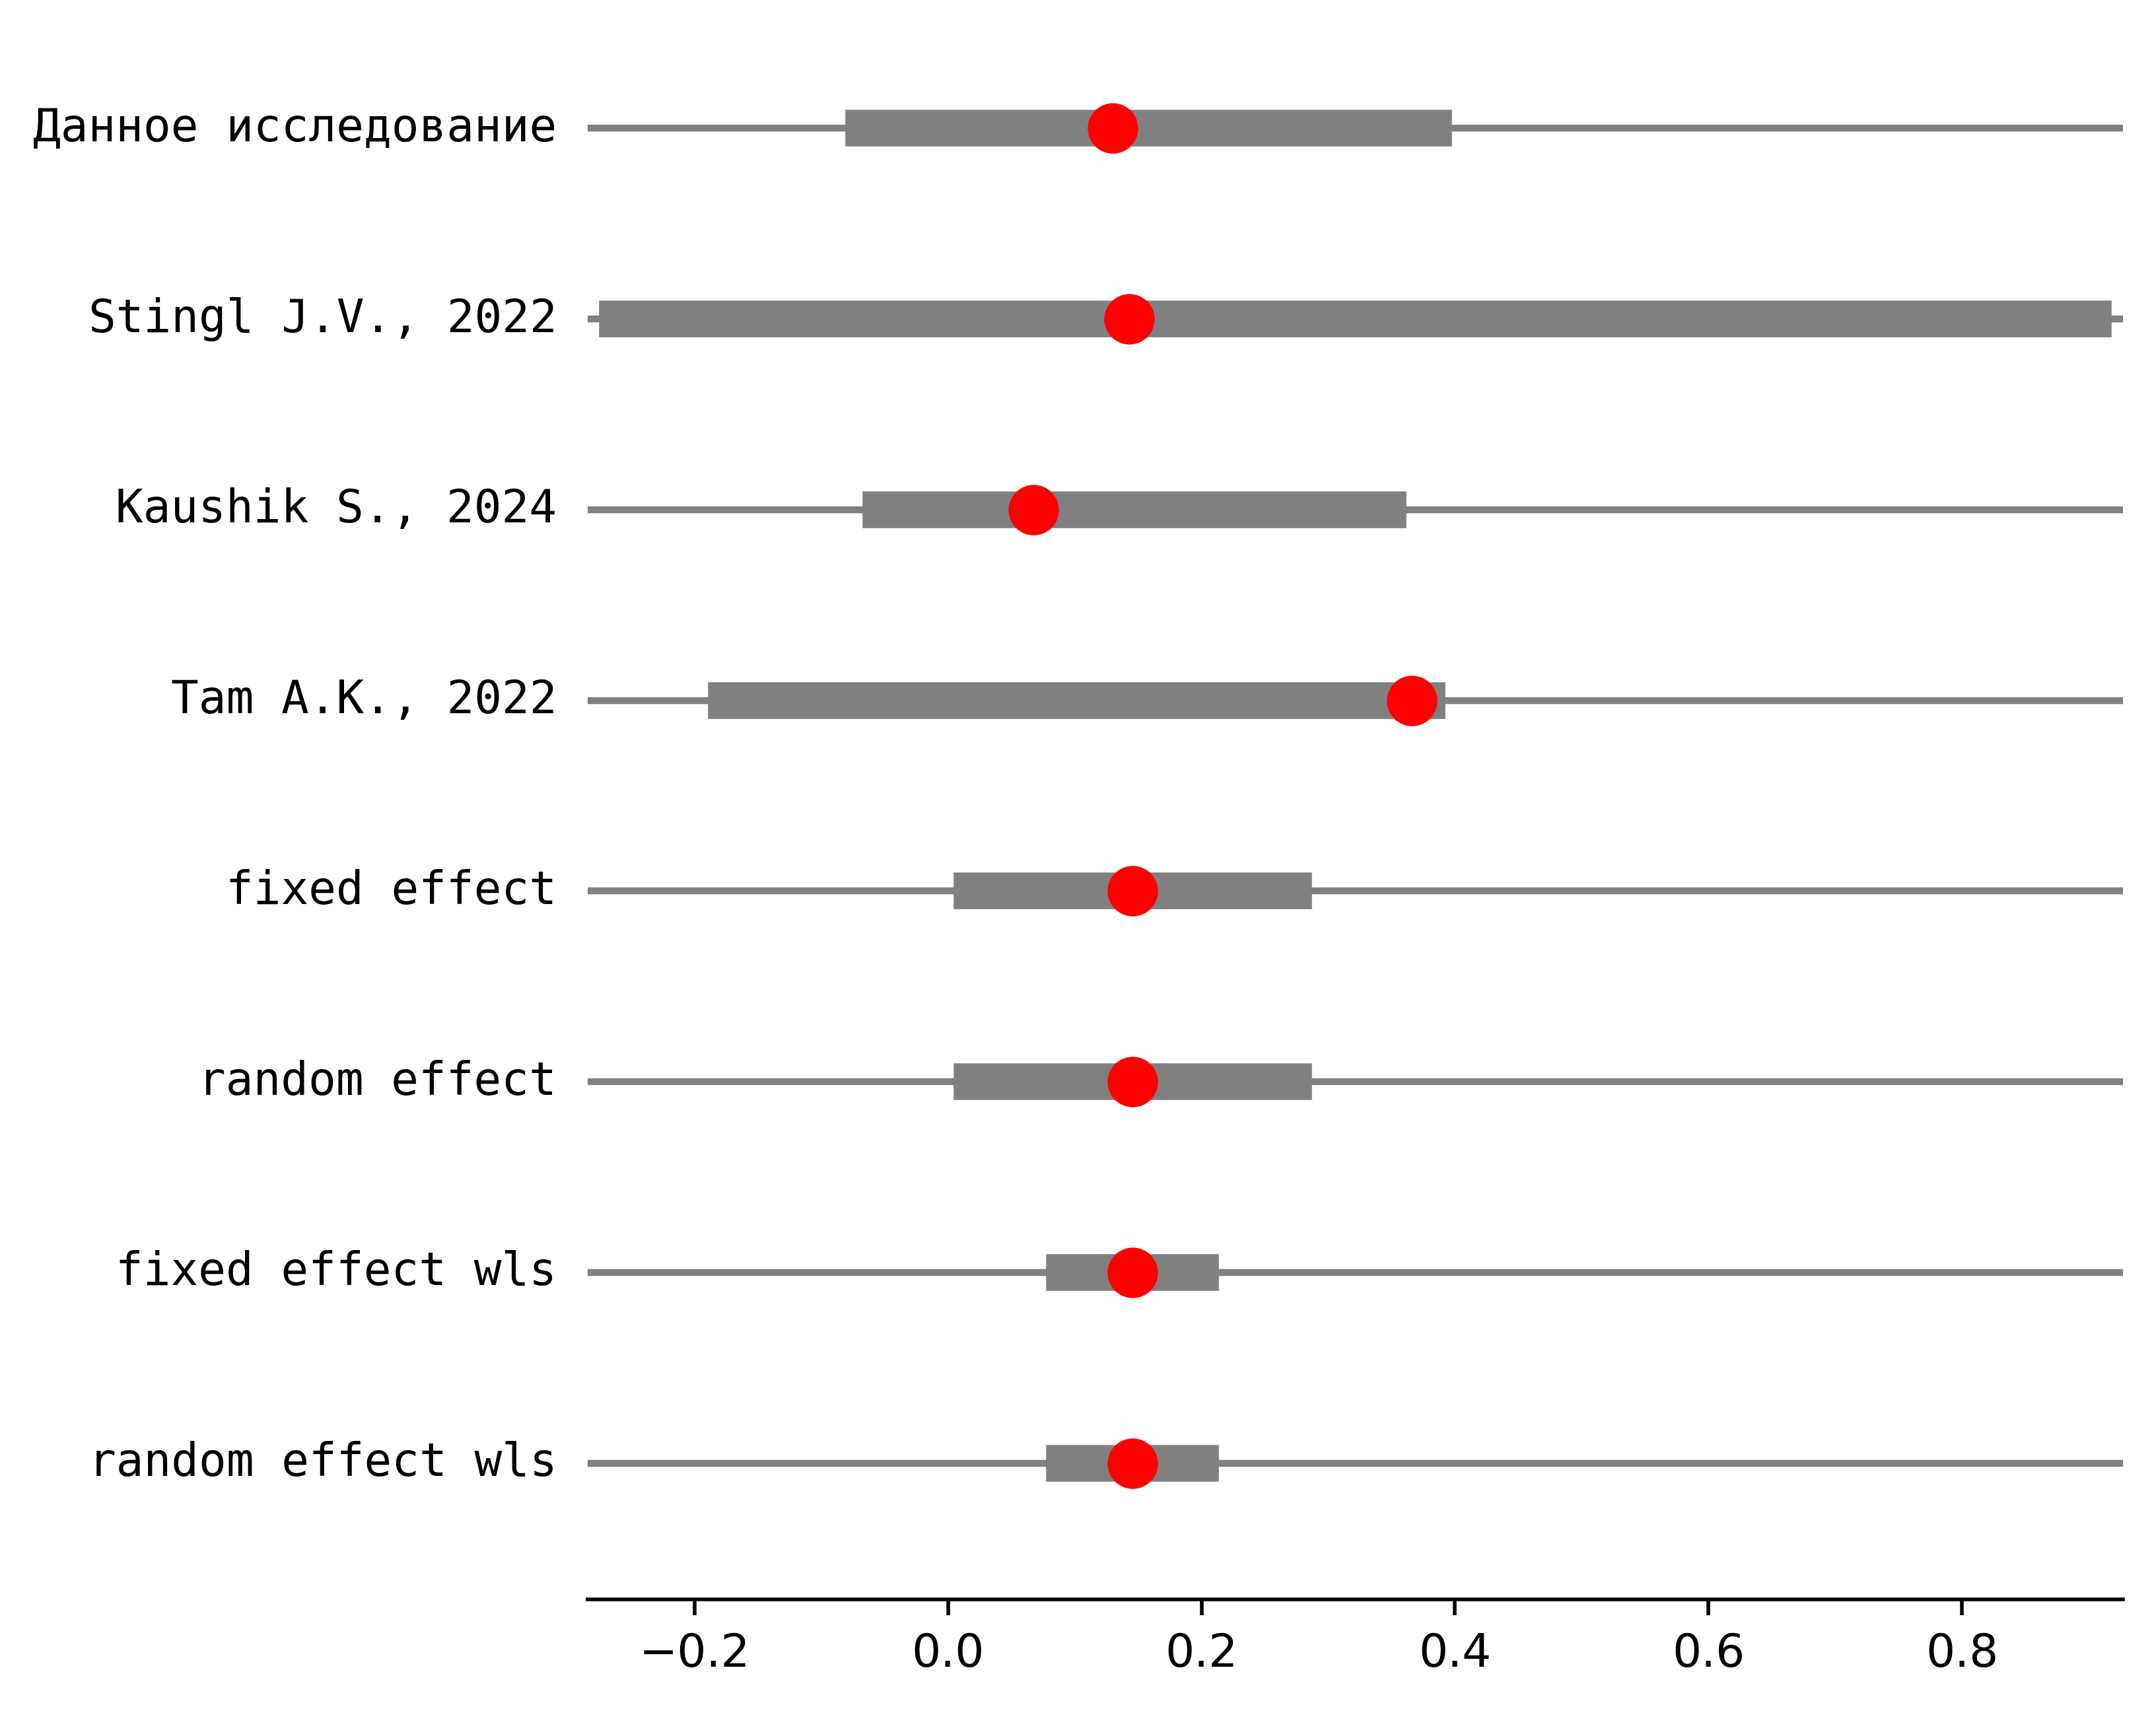 Данное исследование
Stingl J.V., 2022
Kaushik S., 2024
Tam A.K., 2022
fixed effect
random effect
fixed effect wls
random effect wls
−0.2 0.0 0.2 0.4 0.6 0.8